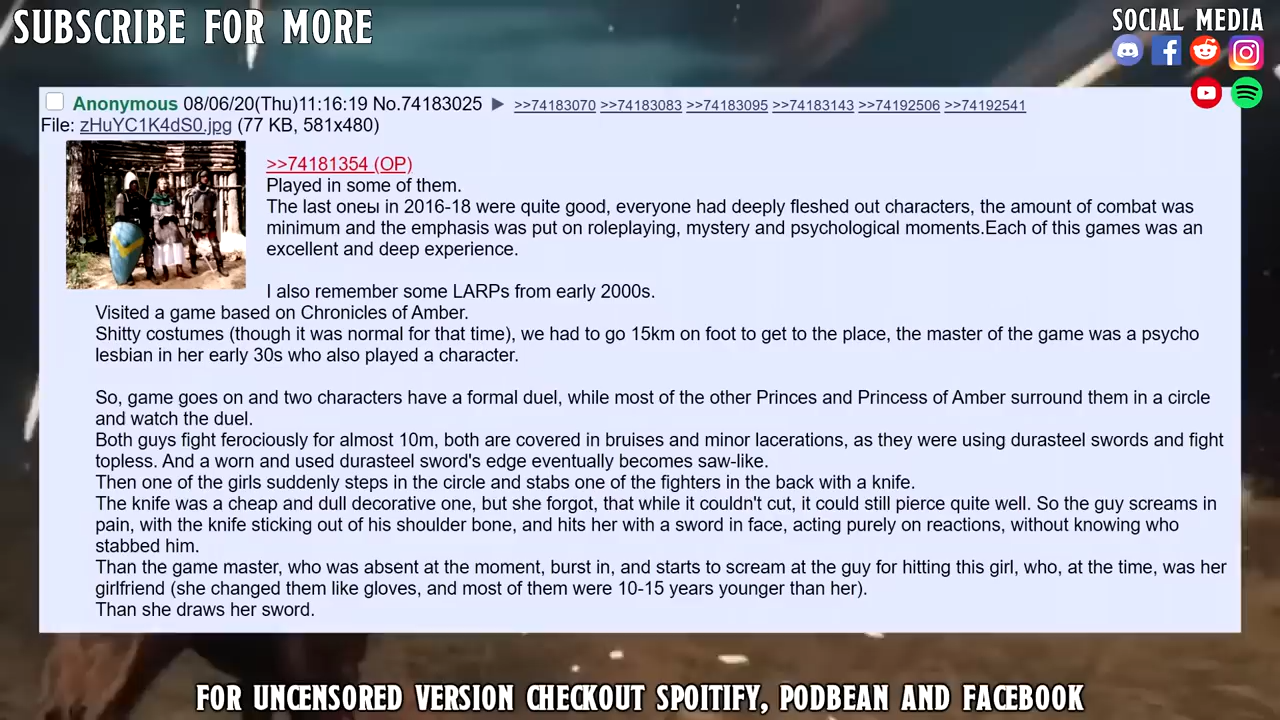 SUBSCRIBE FOR MORE
SOCIAL MEDIA
Anonymous 08/06/20(Thu)11:16:19 No.74183025 ▶ >>74183070 >>74183083 >>74183095 >>74183143 >>74192506 >>74192541
File: zHuYC1K4dS0.jpg (77 KB, 581x480)
>>74181354 (OP)
Played in some of them.
The last oneы in 2016-18 were quite good, everyone had deeply fleshed out characters, the amount of combat was
minimum and the emphasis was put on roleplaying, mystery and psychological moments.Each of this games was an
excellent and deep experience.
I also remember some LARPs from early 2000s.
Visited a game based on Chronicles of Amber.
Shitty costumes (though it was normal for that time), we had to go 15km on foot to get to the place, the master of the game was a psycho
lesbian in her early 30s who also played a character.
So, game goes on and two characters have a formal duel, while most of the other Princes and Princess of Amber surround them in a circle
and watch the duel.
Both guys fight ferociously for almost 10m, both are covered in bruises and minor lacerations, as they were using durasteel swords and fight
topless. And a worn and used durasteel sword's edge eventually becomes saw-like.
Then one of the girls suddenly steps in the circle and stabs one of the fighters in the back with a knife.
The knife was a cheap and dull decorative one, but she forgot, that while it couldn't cut, it could still pierce quite well. So the guy screams in
pain, with the knife sticking out of his shoulder bone, and hits her with a sword in face, acting purely on reactions, without knowing who
stabbed him.
Than the game master, who was absent at the moment, burst in, and starts to scream at the guy for hitting this girl, who, at the time, was her
girlfriend (she changed them like gloves, and most of them were 10-15 years younger than her).
Than she draws her sword.
FOR UNCENSORED VERSION CHECKOUT SPOITIFY, PODBEAN AND FACEBOOK